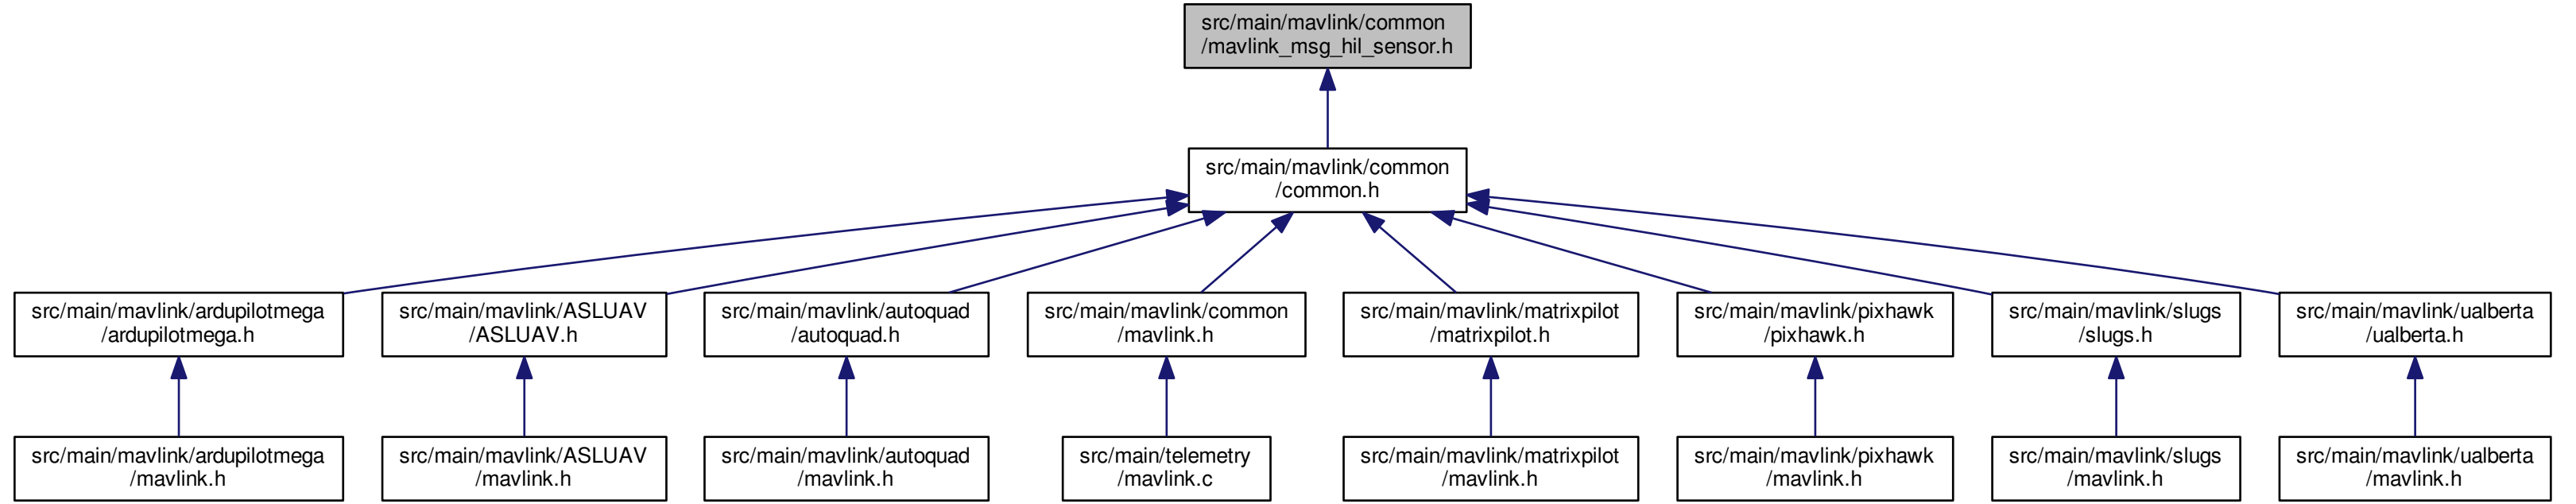 src/main/mavlink/common
/mavlink_msg_hil_sensor.h
src/main/mavlink/common
/common.h
src/main/mavlink/ardupilotmega
/ardupilotmega.h
src/main/mavlink/ASLUAV
/ASLUAV.h
src/main/mavlink/autoquad
/autoquad.h
src/main/mavlink/common
/mavlink.h
src/main/mavlink/matrixpilot
/matrixpilot.h
src/main/mavlink/pixhawk
/pixhawk.h
src/main/mavlink/slugs
/slugs.h
src/main/mavlink/ualberta
/ualberta.h
src/main/mavlink/ardupilotmega
/mavlink.h
src/main/mavlink/ASLUAV
/mavlink.h
src/main/mavlink/autoquad
/mavlink.h
src/main/telemetry
/mavlink.c
src/main/mavlink/matrixpilot
/mavlink.h
src/main/mavlink/pixhawk
/mavlink.h
src/main/mavlink/slugs
/mavlink.h
src/main/mavlink/ualberta
/mavlink.h